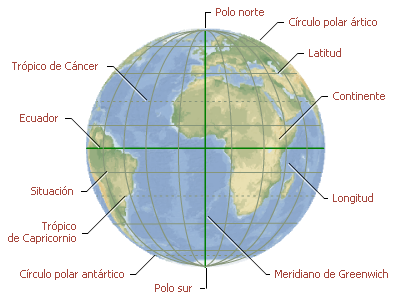 Polo norte
Círculo polar ártico
Latitud
Trópico de Cáncer
Continente
Ecuador
Situación
Longitud
Trópico
de Capricornio
Círculo polar antártico
Meridiano de Greenwich
Polo sur